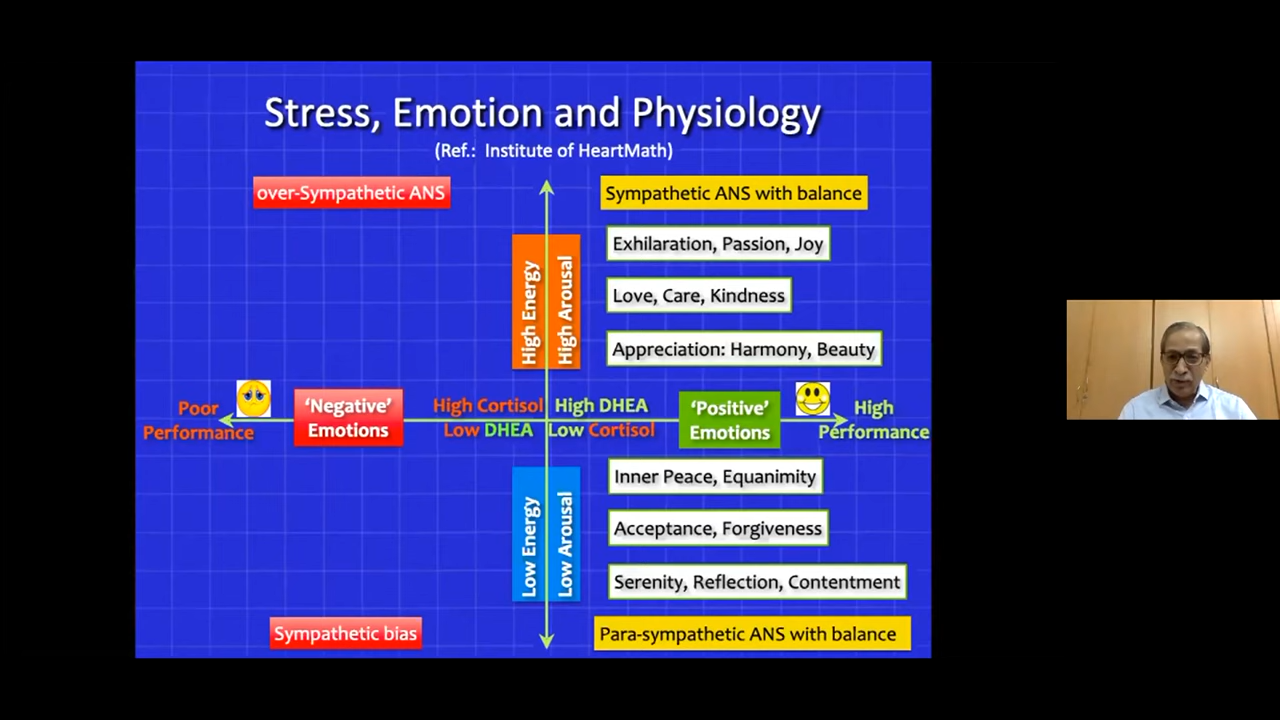 Stress, Emotion and Physiology
(Ref.: Institute of HeartMath)
over-Sympathetic ANS
Sympathetic ANS with balance
High Energy
High Arousal
Exhilaration, Passion, Joy
Love, Care, Kindness
Appreciation: Harmony, Beauty
Poor
Performance
'Negative'
Emotions
High Cortisol
Low DHEA
High DHEA
Low Cortisol
'Positive'
Emotions
High
Performance
Low Energy
Low Arousal
Inner Peace, Equanimity
Acceptance, Forgiveness
Serenity, Reflection, Contentment
Sympathetic bias
Para-sympathetic ANS with balance